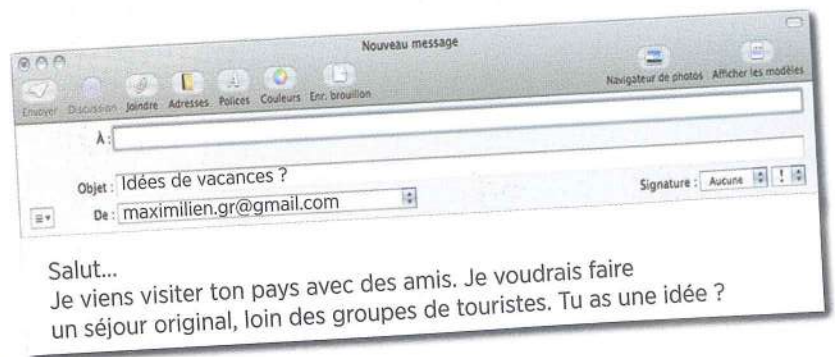 Nouveau message
Envoyer Discussion Joindre Adresses Polices Couleurs Enr. brouillon Navigateur de photos Afficher les modèles
À :
Objet : Idées de vacances ?
De : maximilien.gr@gmail.com Signature : Aucune !
Salut...
Je viens visiter ton pays avec des amis. Je voudrais faire
un séjour original, loin des groupes de touristes. Tu as une idée ?